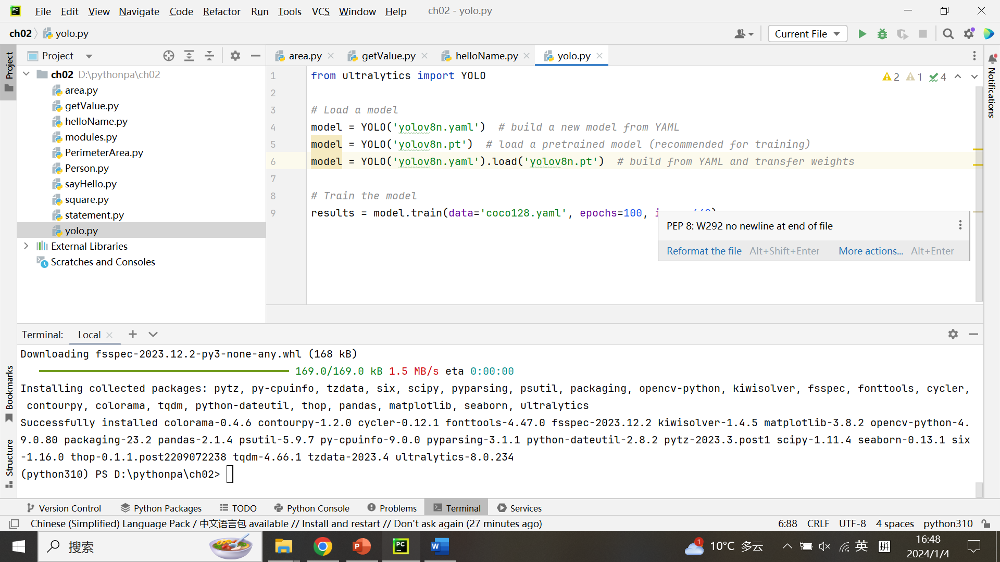 File Edit View Navigate Code Refactor Run Tools VCS Window Help ch02 - yolo.py
ch02 yolo.py
Current File
Project
Project
area.py getValue.py helloName.py yolo.py
Notifications
ch02 D:\pythonpa\ch02
area.py
getValue.py
helloName.py
modules.py
PerimeterArea.py
Person.py
sayHello.py
square.py
statement.py
yolo.py
External Libraries
Scratches and Consoles
2 1 4
1 from ultralytics import YOLO
2
3 # Load a model
4 model = YOLO('yolov8n.yaml')  # build a new model from YAML
5 model = YOLO('yolov8n.pt')  # load a pretrained model (recommended for training)
6 model = YOLO('yolov8n.yaml').load('yolov8n.pt')  # build from YAML and transfer weights
7
8 # Train the model
9 results = model.train(data='coco128.yaml', epochs=100,
PEP 8: W292 no newline at end of file
Reformat the file Alt+Shift+Enter More actions... Alt+Enter
Terminal: Local
Downloading fsspec-2023.12.2-py3-none-any.whl (168 kB)
169.0/169.0 kB 1.5 MB/s eta 0:00:00
Installing collected packages: pytz, py-cpuinfo, tzdata, six, scipy, pyparsing, psutil, packaging, opencv-python, kiwisolver, fsspec, fonttools, cycler,
contourpy, colorama, tqdm, python-dateutil, thop, pandas, matplotlib, seaborn, ultralytics
Successfully installed colorama-0.4.6 contourpy-1.2.0 cycler-0.12.1 fonttools-4.47.0 fsspec-2023.12.2 kiwisolver-1.4.5 matplotlib-3.8.2 opencv-python-4.
9.0.80 packaging-23.2 pandas-2.1.4 psutil-5.9.7 py-cpuinfo-9.0.0 pyparsing-3.1.1 python-dateutil-2.8.2 pytz-2023.3.post1 scipy-1.11.4 seaborn-0.13.1 six
-1.16.0 thop-0.1.1.post2209072238 tqdm-4.66.1 tzdata-2023.4 ultralytics-8.0.234
(python310) PS D:\pythonpa\ch02>
Bookmarks
Structure
Version Control Python Packages TODO Python Console Problems Terminal Services
Chinese (Simplified) Language Pack / 中文语言包 available // Install and restart // Don't ask again (27 minutes ago) 6:88 CRLF UTF-8 4 spaces python310
搜索
PC
P
W
1
10°C 多云
英
拼
16:48
2024/1/4